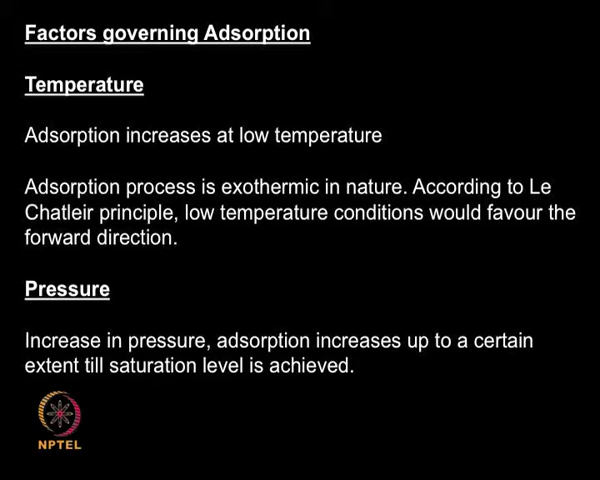 Factors governing Adsorption
Temperature
Adsorption increases at low temperature
Adsorption process is exothermic in nature. According to Le
Chatleir principle, low temperature conditions would favour the
forward direction.
Pressure
Increase in pressure, adsorption increases up to a certain
extent till saturation level is achieved.
NPTEL